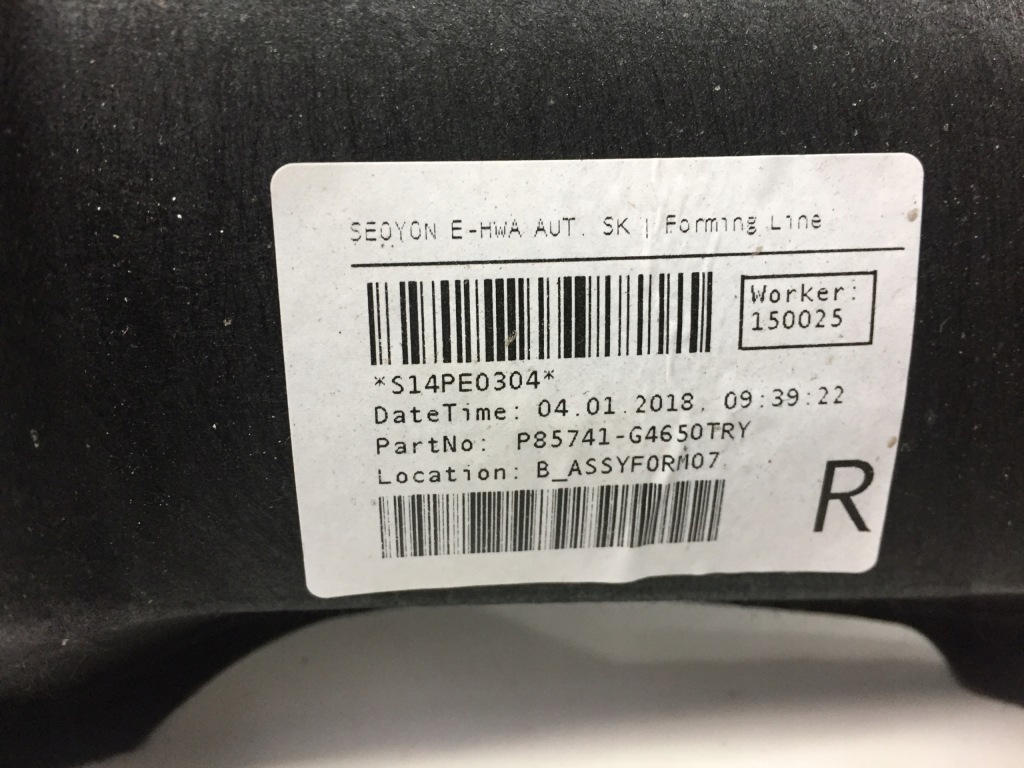 SEOYON E-HWA AUT. SK | Forming Line
Worker:
150025
*S14PE0304*
DateTime: 04.01.2018. 09:39:22
PartNo: P85741-G4650TRY
Location: B_ASSYFORM07
R